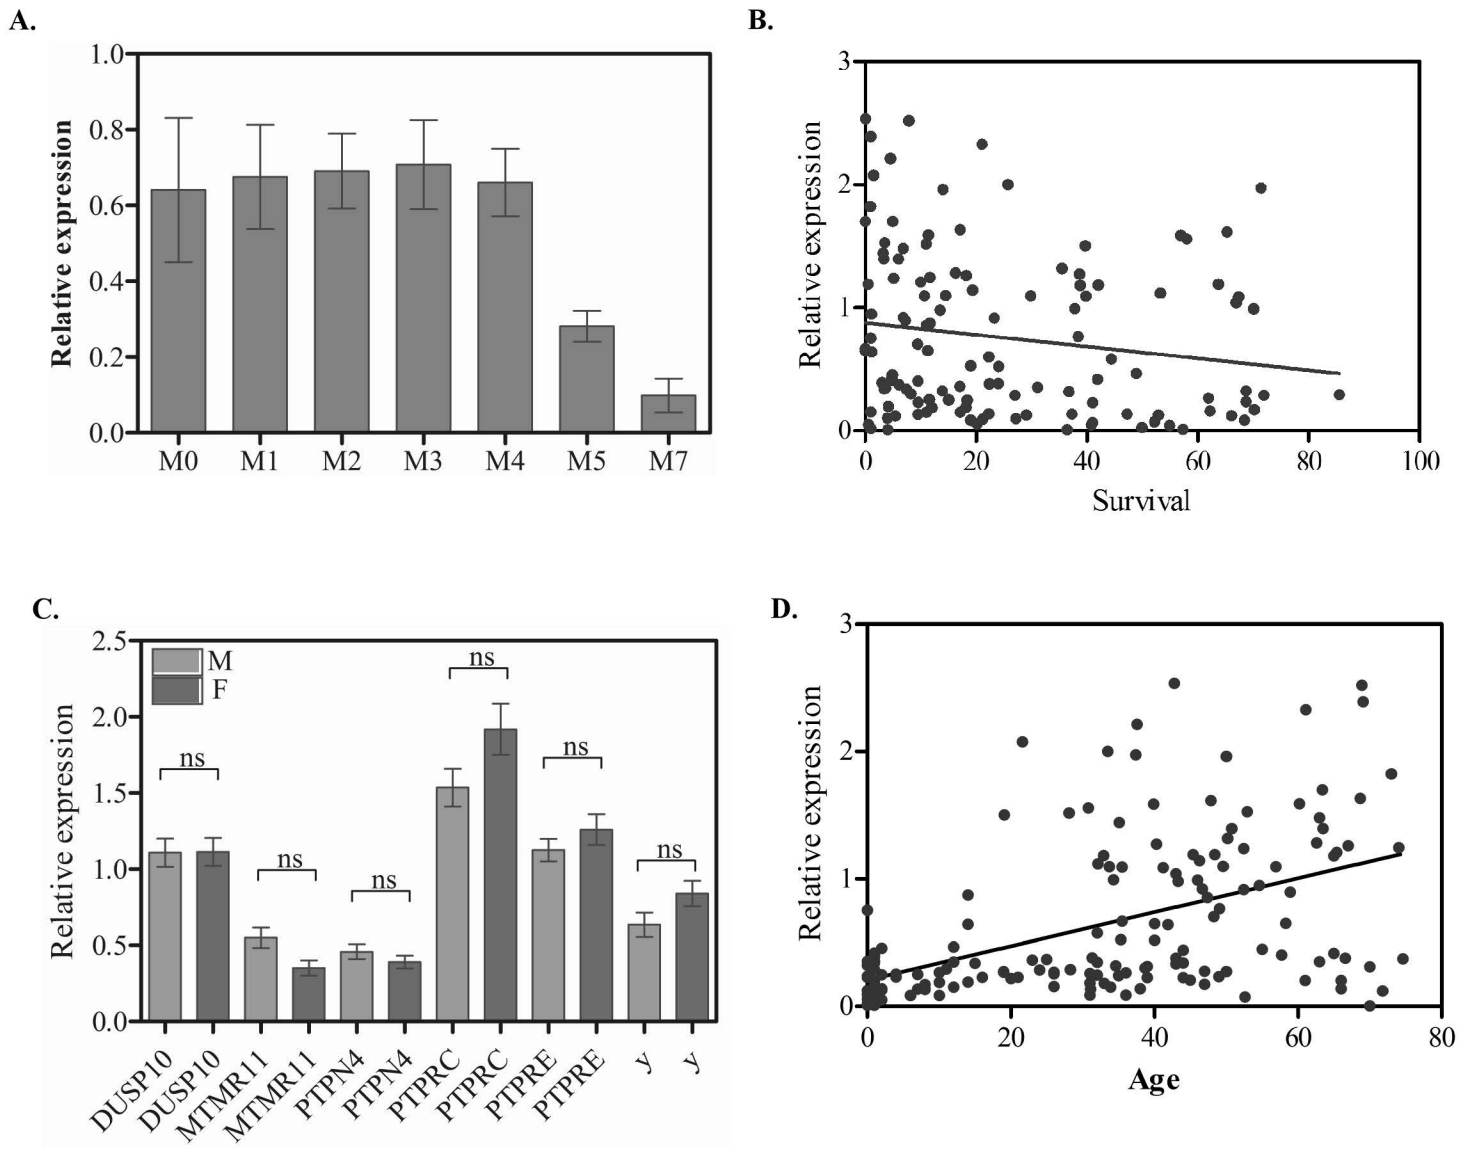 A.
Relative expression
1.0
0.8
0.6
0.4
0.2
0.0
M0 M1 M2 M3 M4 M5 M7
B.
Relative expression
3
2
1
0
0 20 40 60 80 100
Survival
C.
Relative expression
2.5
2.0
1.5
1.0
0.5
0.0
M
F
ns
ns
ns
ns
ns
ns
DUSP10 DUSP10 MTMR11 MTMR11 PTPN4 PTPN4 PTPRC PTPRC PTPRE PTPRE y y
D.
Relative expression
3
2
1
0
0 20 40 60 80
Age